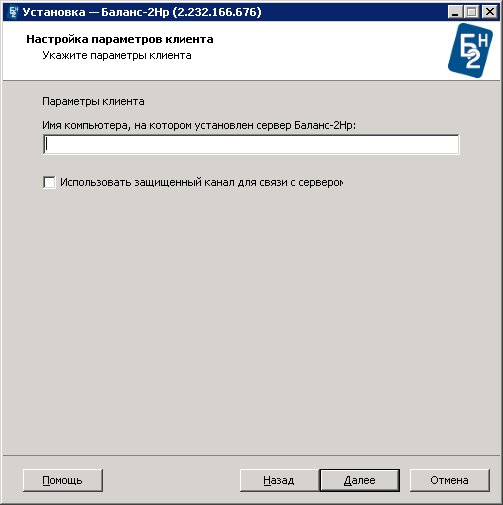 Установка — Баланс-2Нр (2.232.166.676)
Настройка параметров клиента
Укажите параметры клиента
Б2Н
Параметры клиента
Имя компьютера, на котором установлен сервер Баланс-2Нр:
Использовать защищенный канал для связи с сервером
Помощь
Назад
Далее
Отмена